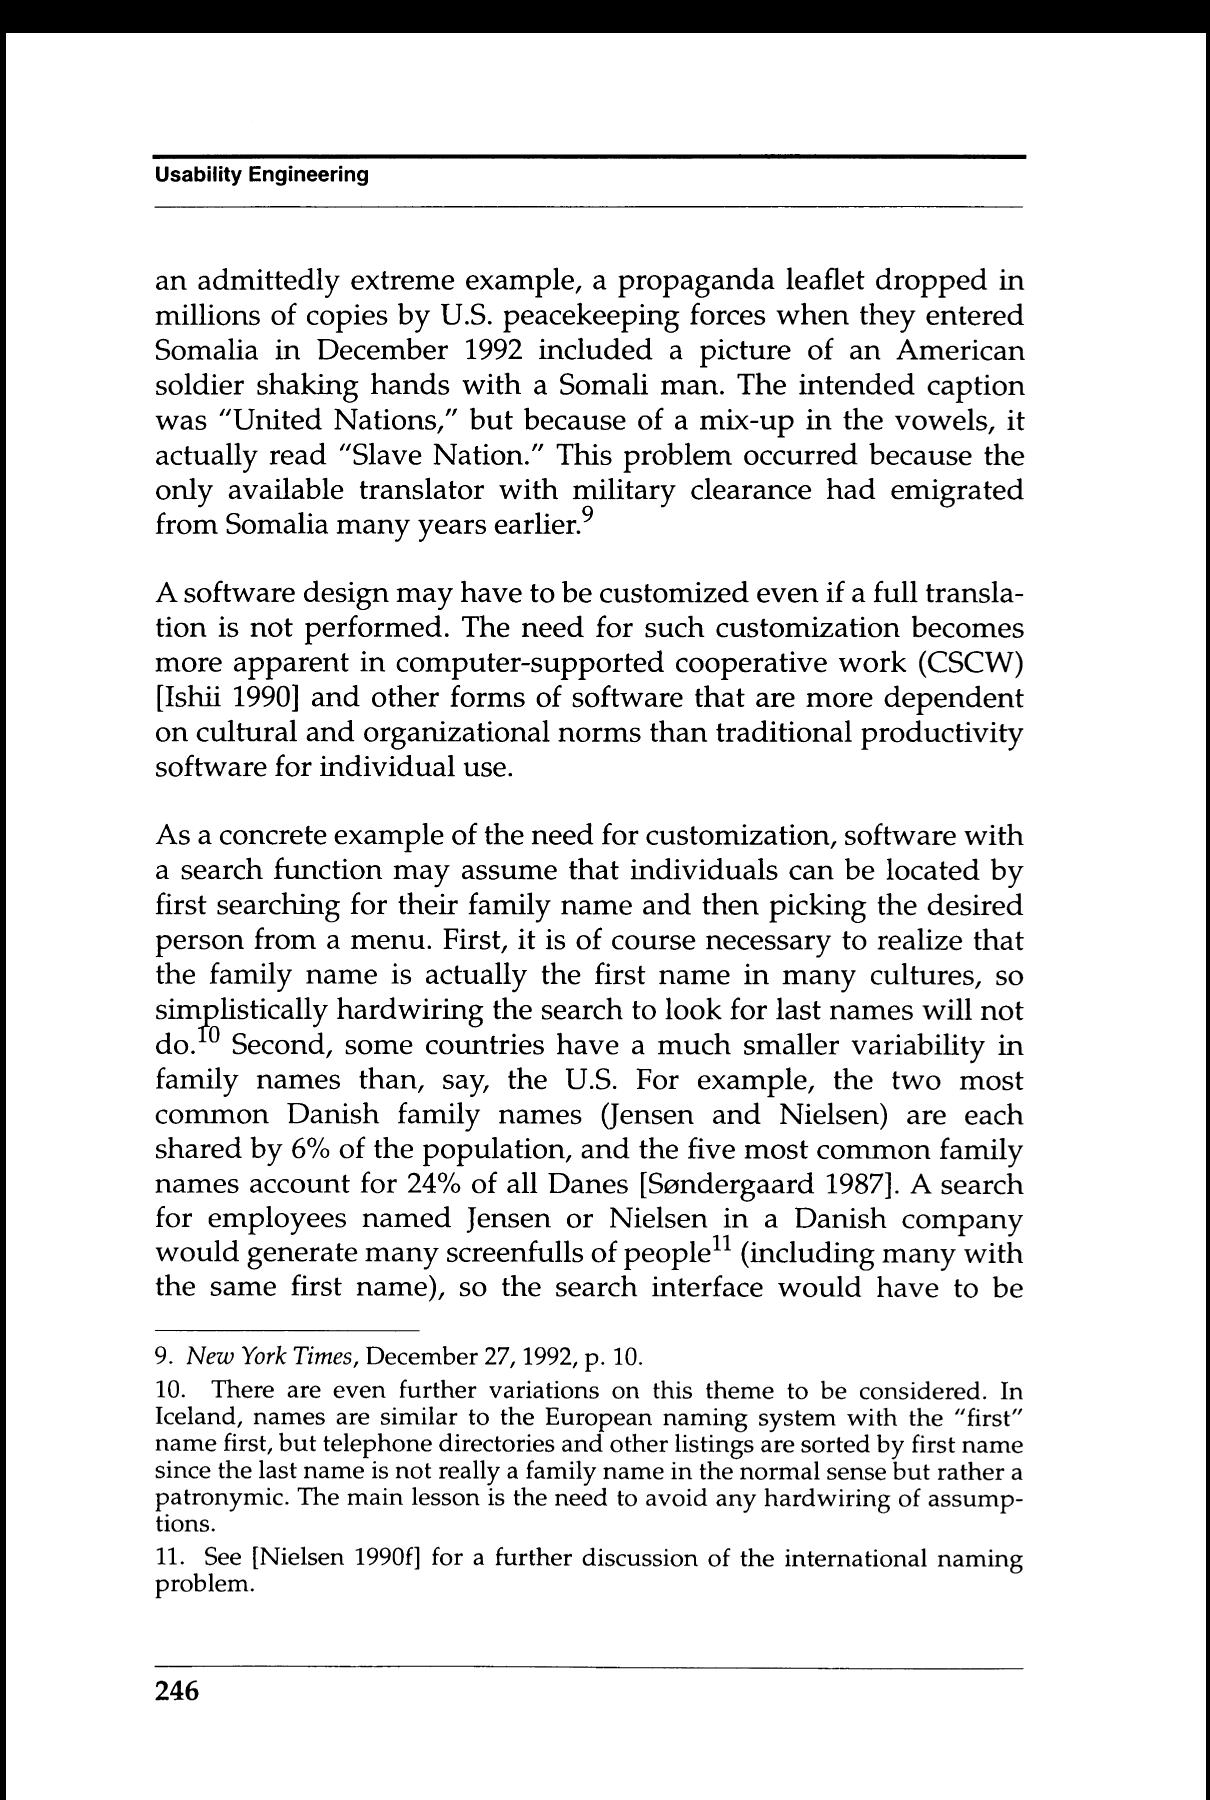 Usability Engineering
an admittedly extreme example, a propaganda leaflet dropped in
millions of copies by U.S. peacekeeping forces when they entered
Somalia in December 1992 included a picture of an American
soldier shaking hands with a Somali man. The intended caption
was "United Nations," but because of a mix-up in the vowels, it
actually read "Slave Nation." This problem occurred because the
only available translator with military clearance had emigrated
from Somalia many years earlier.9
A software design may have to be customized even if a full transla-
tion is not performed. The need for such customization becomes
more apparent in computer-supported cooperative work (CSCW)
[Ishii 1990] and other forms of software that are more dependent
on cultural and organizational norms than traditional productivity
software for individual use.
As a concrete example of the need for customization, software with
a search function may assume that individuals can be located by
first searching for their family name and then picking the desired
person from a menu. First, it is of course necessary to realize that
the family name is actually the first name in many cultures, so
simplistically hardwiring the search to look for last names will not
do.10 Second, some countries have a much smaller variability in
family names than, say, the U.S. For example, the two most
common Danish family names (Jensen and Nielsen) are each
shared by 6% of the population, and the five most common family
names account for 24% of all Danes [Søndergaard 1987]. A search
for employees named Jensen or Nielsen in a Danish company
would generate many screenfulls of people11 (including many with
the same first name), so the search interface would have to be
9. New York Times, December 27, 1992, p. 10.
10. There are even further variations on this theme to be considered. In
Iceland, names are similar to the European naming system with the "first"
name first, but telephone directories and other listings are sorted by first name
since the last name is not really a family name in the normal sense but rather a
patronymic. The main lesson is the need to avoid any hardwiring of assump-
tions.
11. See [Nielsen 1990f] for a further discussion of the international naming
problem.
246